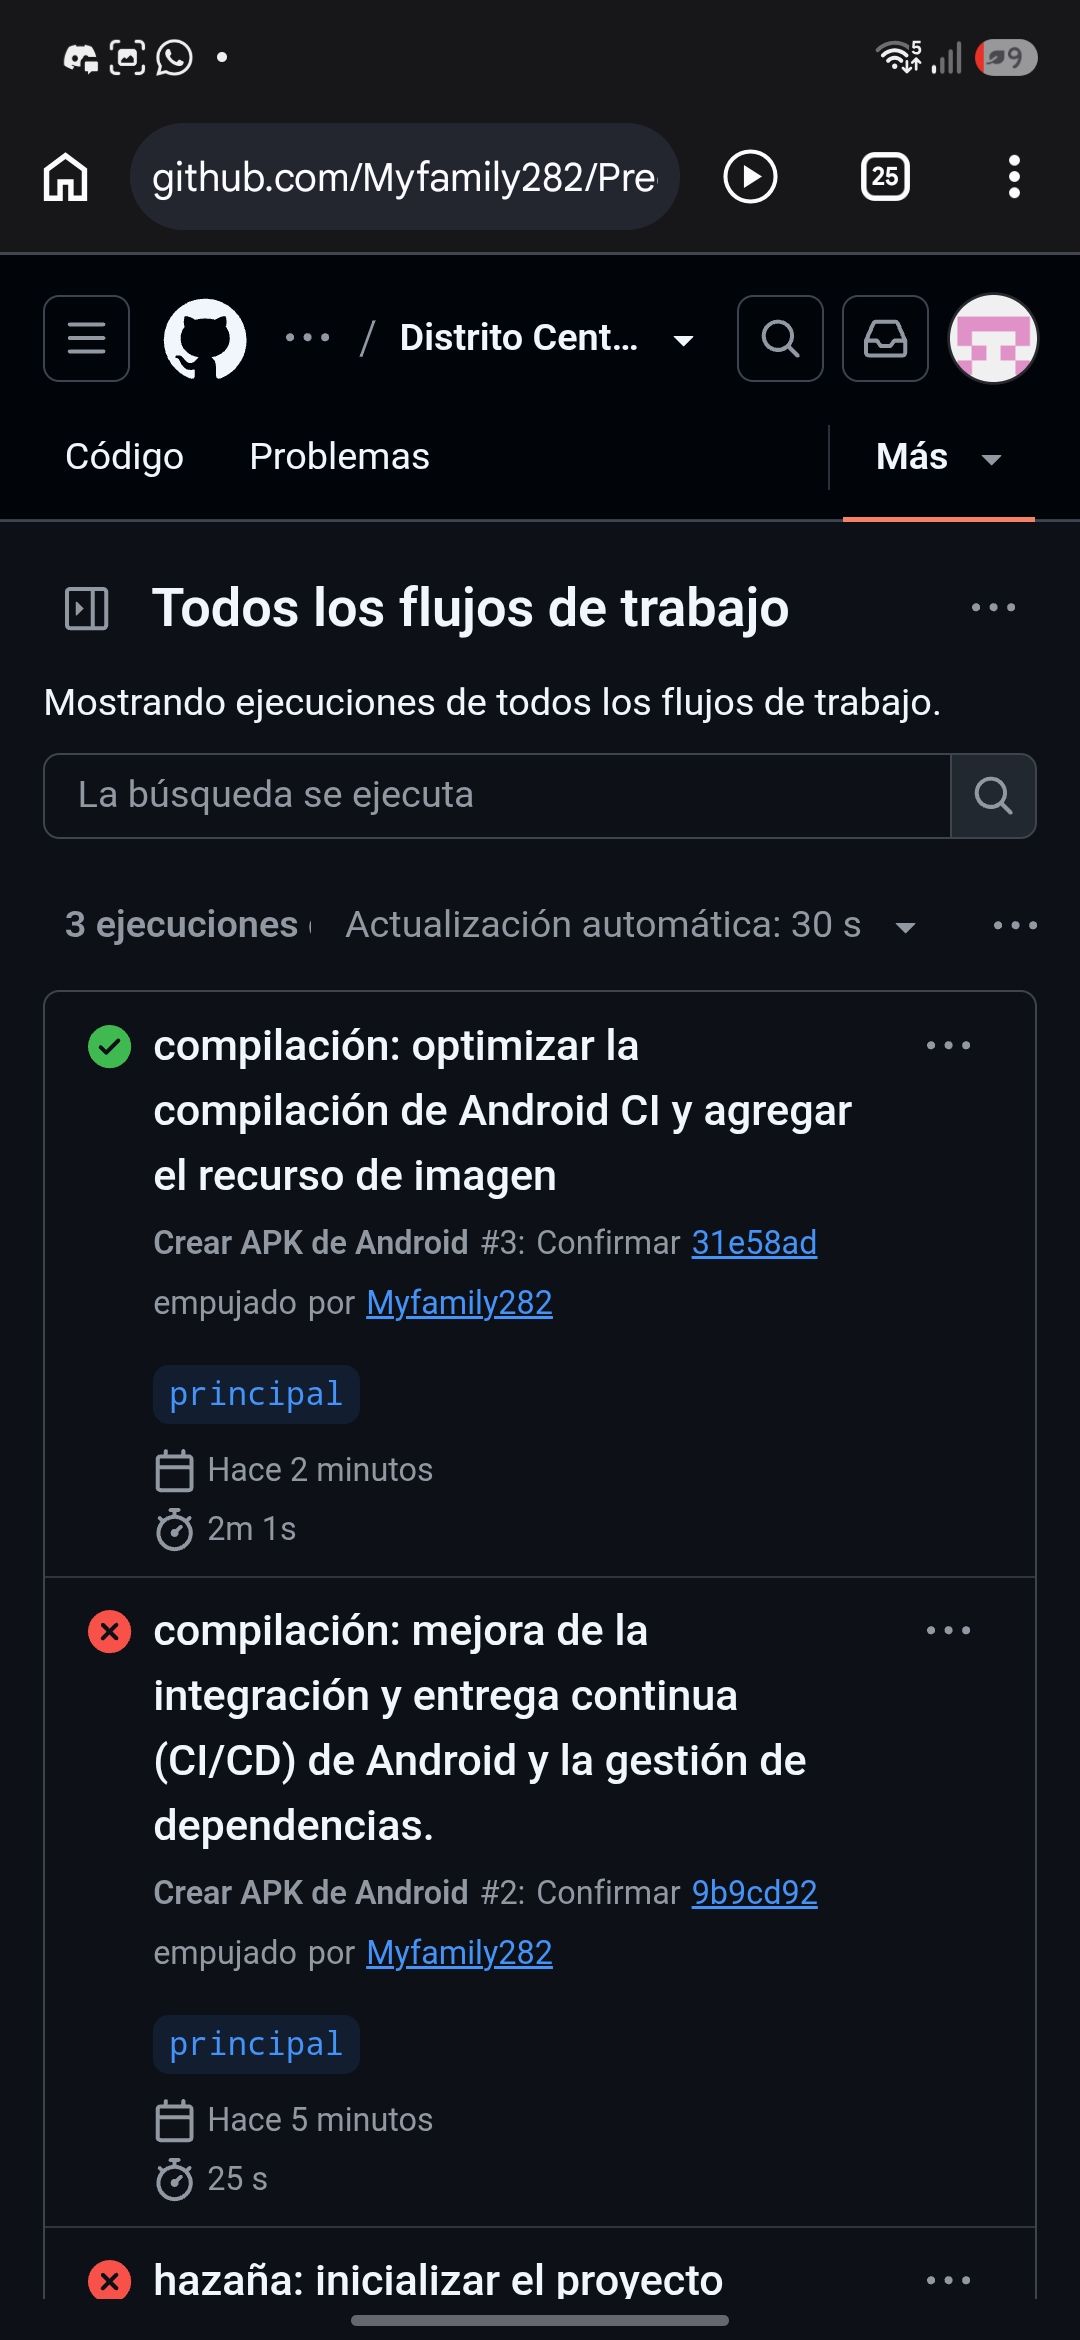 5
9
github.com/Myfamily282/Pre
25
/ Distrito Cent...
Código Problemas Más
Todos los flujos de trabajo
Mostrando ejecuciones de todos los flujos de trabajo.
La búsqueda se ejecuta
3 ejecuciones Actualización automática: 30 s
compilación: optimizar la
compilación de Android CI y agregar
el recurso de imagen
Crear APK de Android #3: Confirmar 31e58ad
empujado por Myfamily282
principal
Hace 2 minutos
2m 1s
compilación: mejora de la
integración y entrega continua
(CI/CD) de Android y la gestión de
dependencias.
Crear APK de Android #2: Confirmar 9b9cd92
empujado por Myfamily282
principal
Hace 5 minutos
25 s
hazaña: inicializar el proyecto